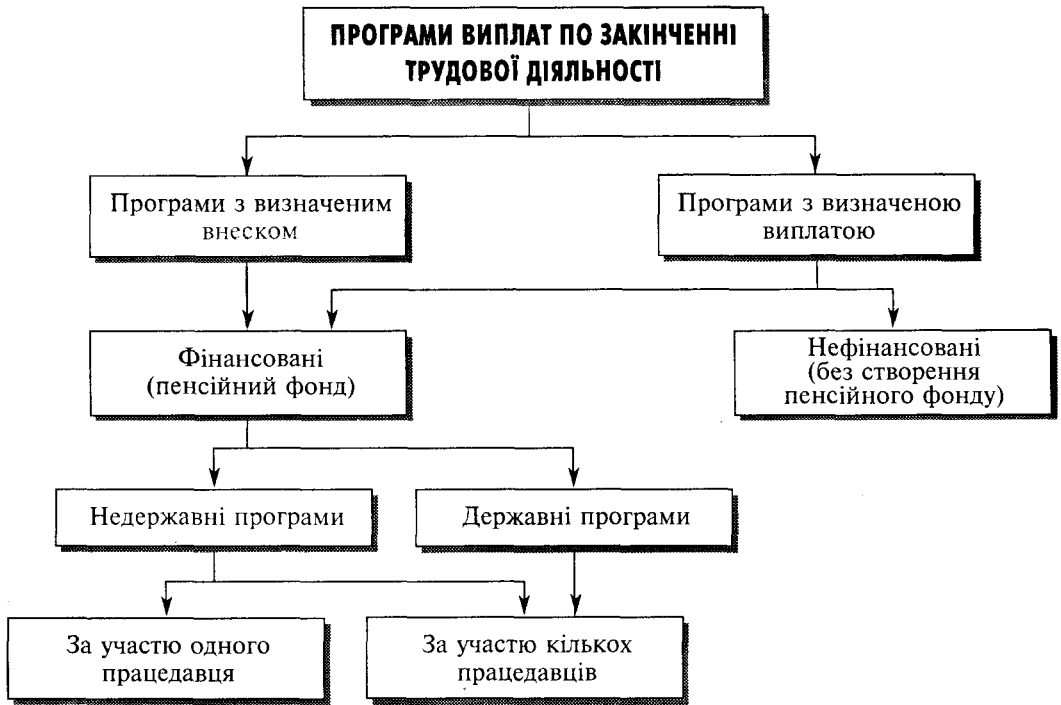 ПРОГРАМИ ВИПЛАТ ПО ЗАКІНЧЕННІ
ТРУДОВОЇ ДІЯЛЬНОСТІ
Програми з визначеним
внеском
Програми з визначеною
виплатою
Фінансовані
(пенсійний фонд)
Нефінансовані
(без створення
пенсійного фонду)
Недержавні програми
Державні програми
За участю одного
працедавця
За участю кількох
працедавців